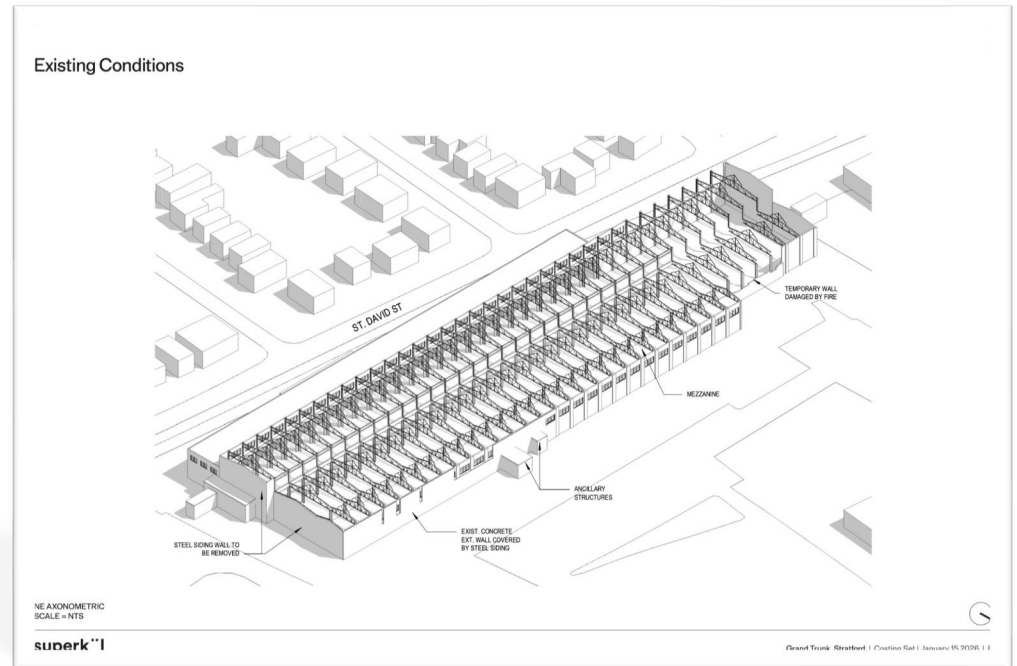 Existing Conditions
ST. DAVID ST
TEMPORARY WALL
DAMAGED BY FIRE
MEZZANINE
ANCILLARY
STRUCTURES
EXIST. CONCRETE
EXT. WALL COVERED
BY STEEL SIDING
STEEL SIDING WALL TO
BE REMOVED
NE AXONOMETRIC
SCALE = NTS
superk¨l
Grand Trunk, Stratford | Costing Set | January 15 2026 |